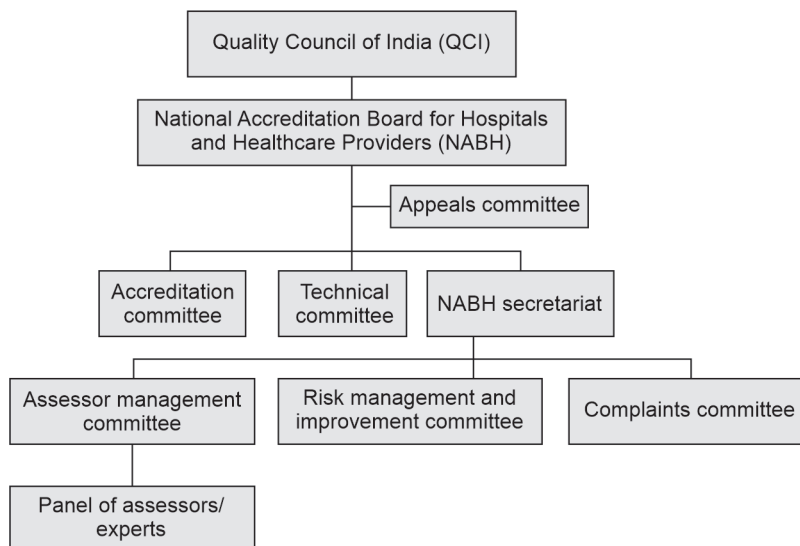 Quality Council of India (QCI)
National Accreditation Board for Hospitals
and Healthcare Providers (NABH)
Appeals committee
Accreditation
committee
Technical
committee
NABH secretariat
Assessor management
committee
Risk management and
improvement committee
Complaints committee
Panel of assessors/
experts